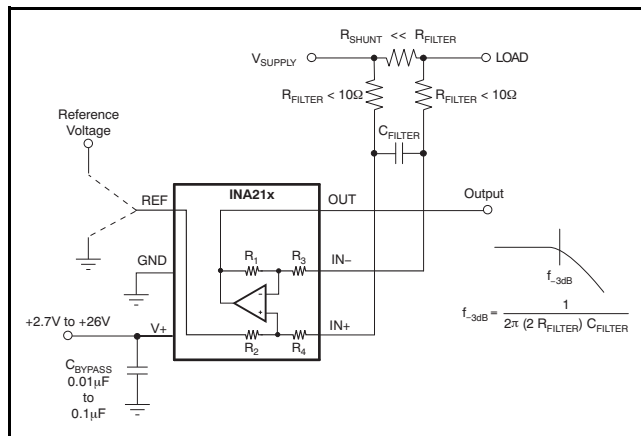 R_SHUNT << R_FILTER
V_SUPPLY
LOAD
R_FILTER < 10Ω
R_FILTER < 10Ω
C_FILTER
Reference
Voltage
REF
INA21x
OUT
Output
GND
R_1
R_3
IN−
f_−3dB
+2.7V to +26V
V+
R_2
R_4
IN+
f_−3dB = 1
2π (2 R_FILTER) C_FILTER
C_BYPASS
0.01μF
to
0.1μF
−
+